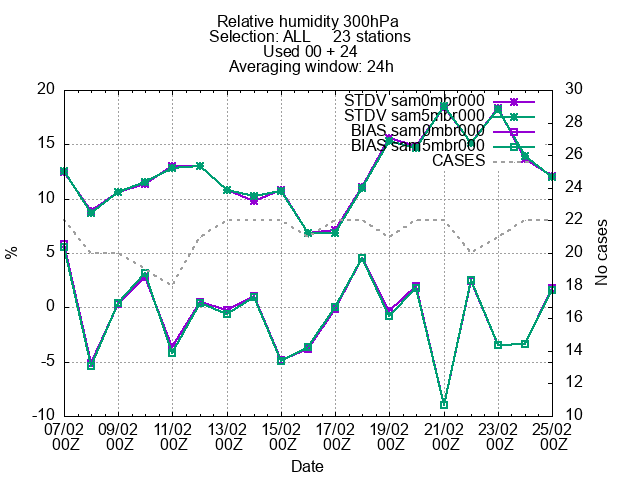 Relative humidity 300hPa
Selection: ALL 23 stations
Used 00 + 24
Averaging window: 24h
STDV sam0mbr000
STDV sam5mbr000
BIAS sam0mbr000
BIAS sam5mbr000
CASES
20
15
10
5
0
-5
-10
%
30
28
26
24
22
20
18
16
14
12
10
No cases
07/02 09/02 11/02 13/02 15/02 17/02 19/02 21/02 23/02 25/02
00Z 00Z 00Z 00Z 00Z 00Z 00Z 00Z 00Z 00Z
Date